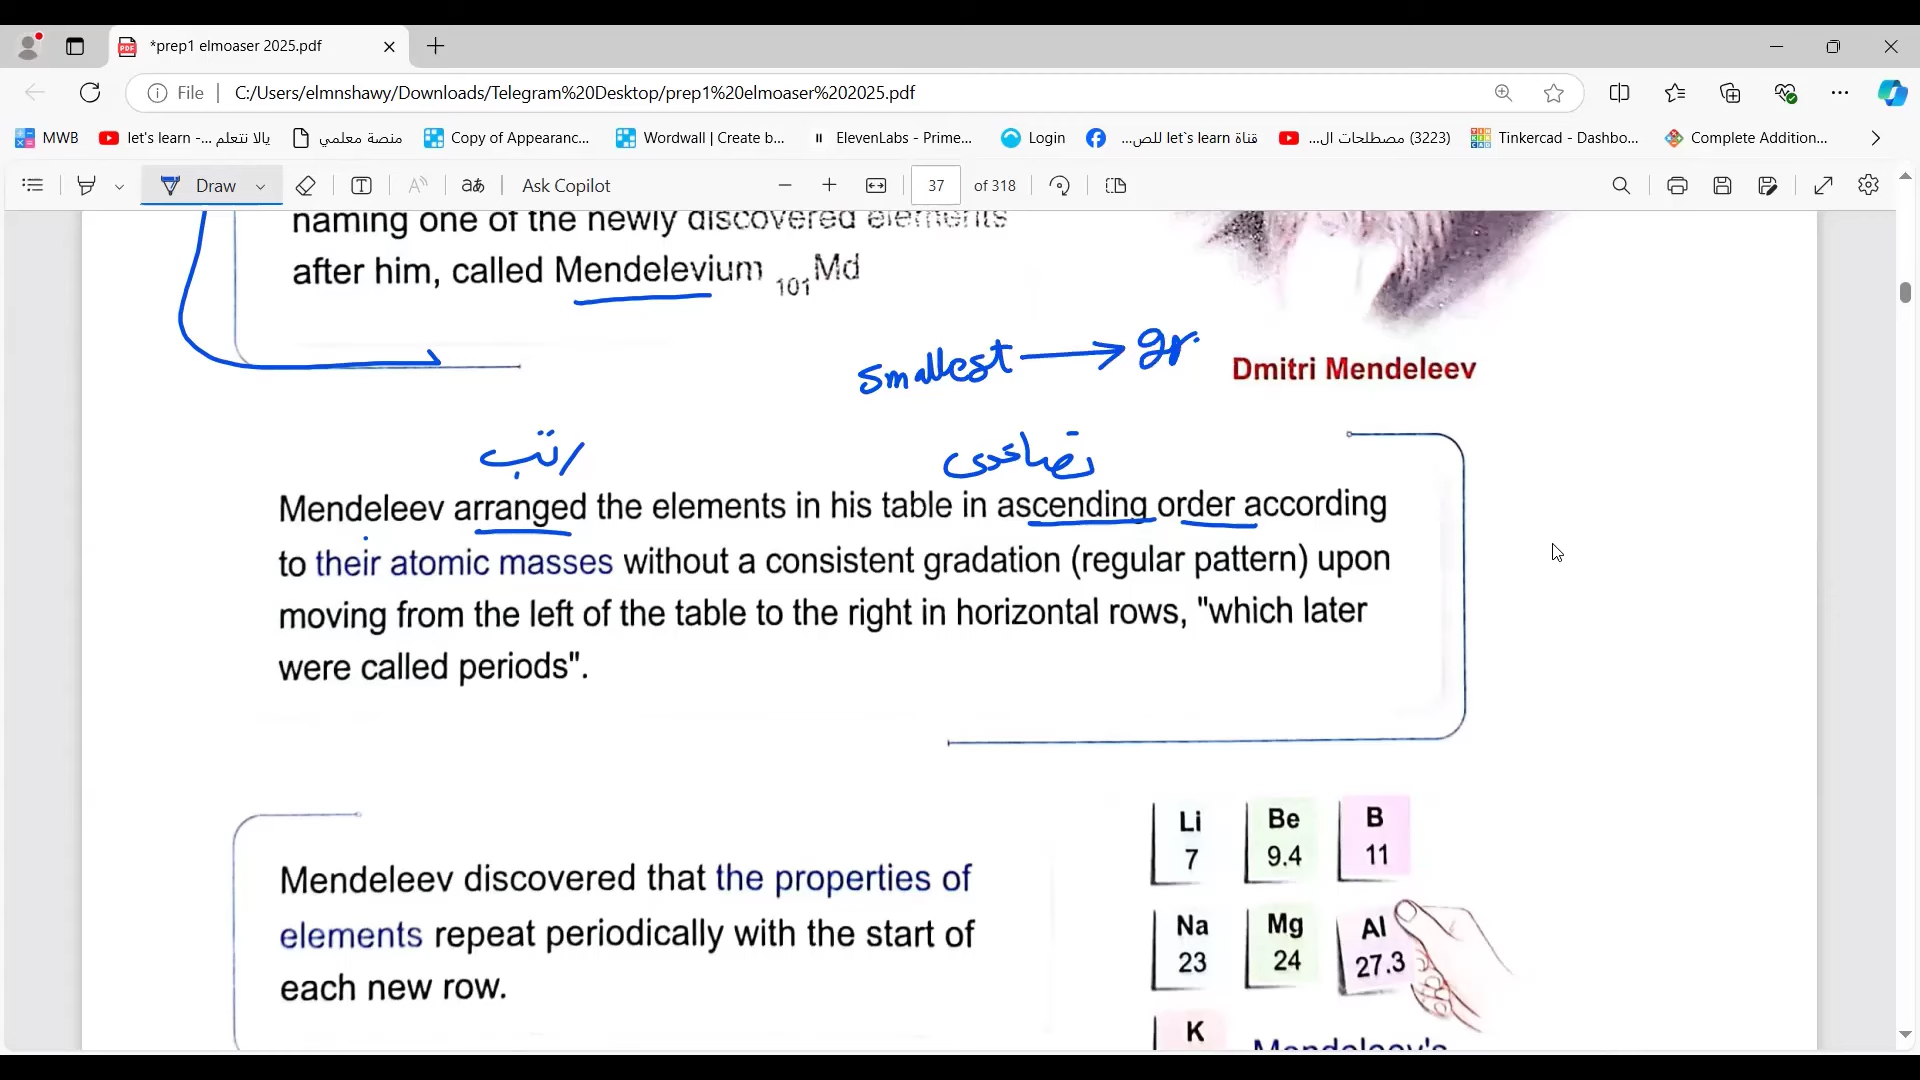 *prep1 elmoaser 2025.pdf
File
C:/Users/elmnshawy/Downloads/Telegram%20Desktop/prep1%20elmoaser%202025.pdf
MWB
let's learn -... يالا نتعلم
منصة معلمي
Copy of Appearanc...
Wordwall | Create b...
ElevenLabs - Prime...
Login
قناة let`s learn للص...
(3223) مصطلحات ال...
Tinkercad - Dashbo...
Complete Addition...
Draw
Ask Copilot
37 of 318
naming one of the newly discovered elements
after him, called Mendelevium 101Md
smallest → gr.
Dmitri Mendeleev
رتب
تصاعدى
Mendeleev arranged the elements in his table in ascending order according
to their atomic masses without a consistent gradation (regular pattern) upon
moving from the left of the table to the right in horizontal rows, "which later
were called periods".
Li Be B
7 9.4 11
Mendeleev discovered that the properties of
elements repeat periodically with the start of
each new row.
Na Mg Al
23 24 27.3
K
Mendeleev's